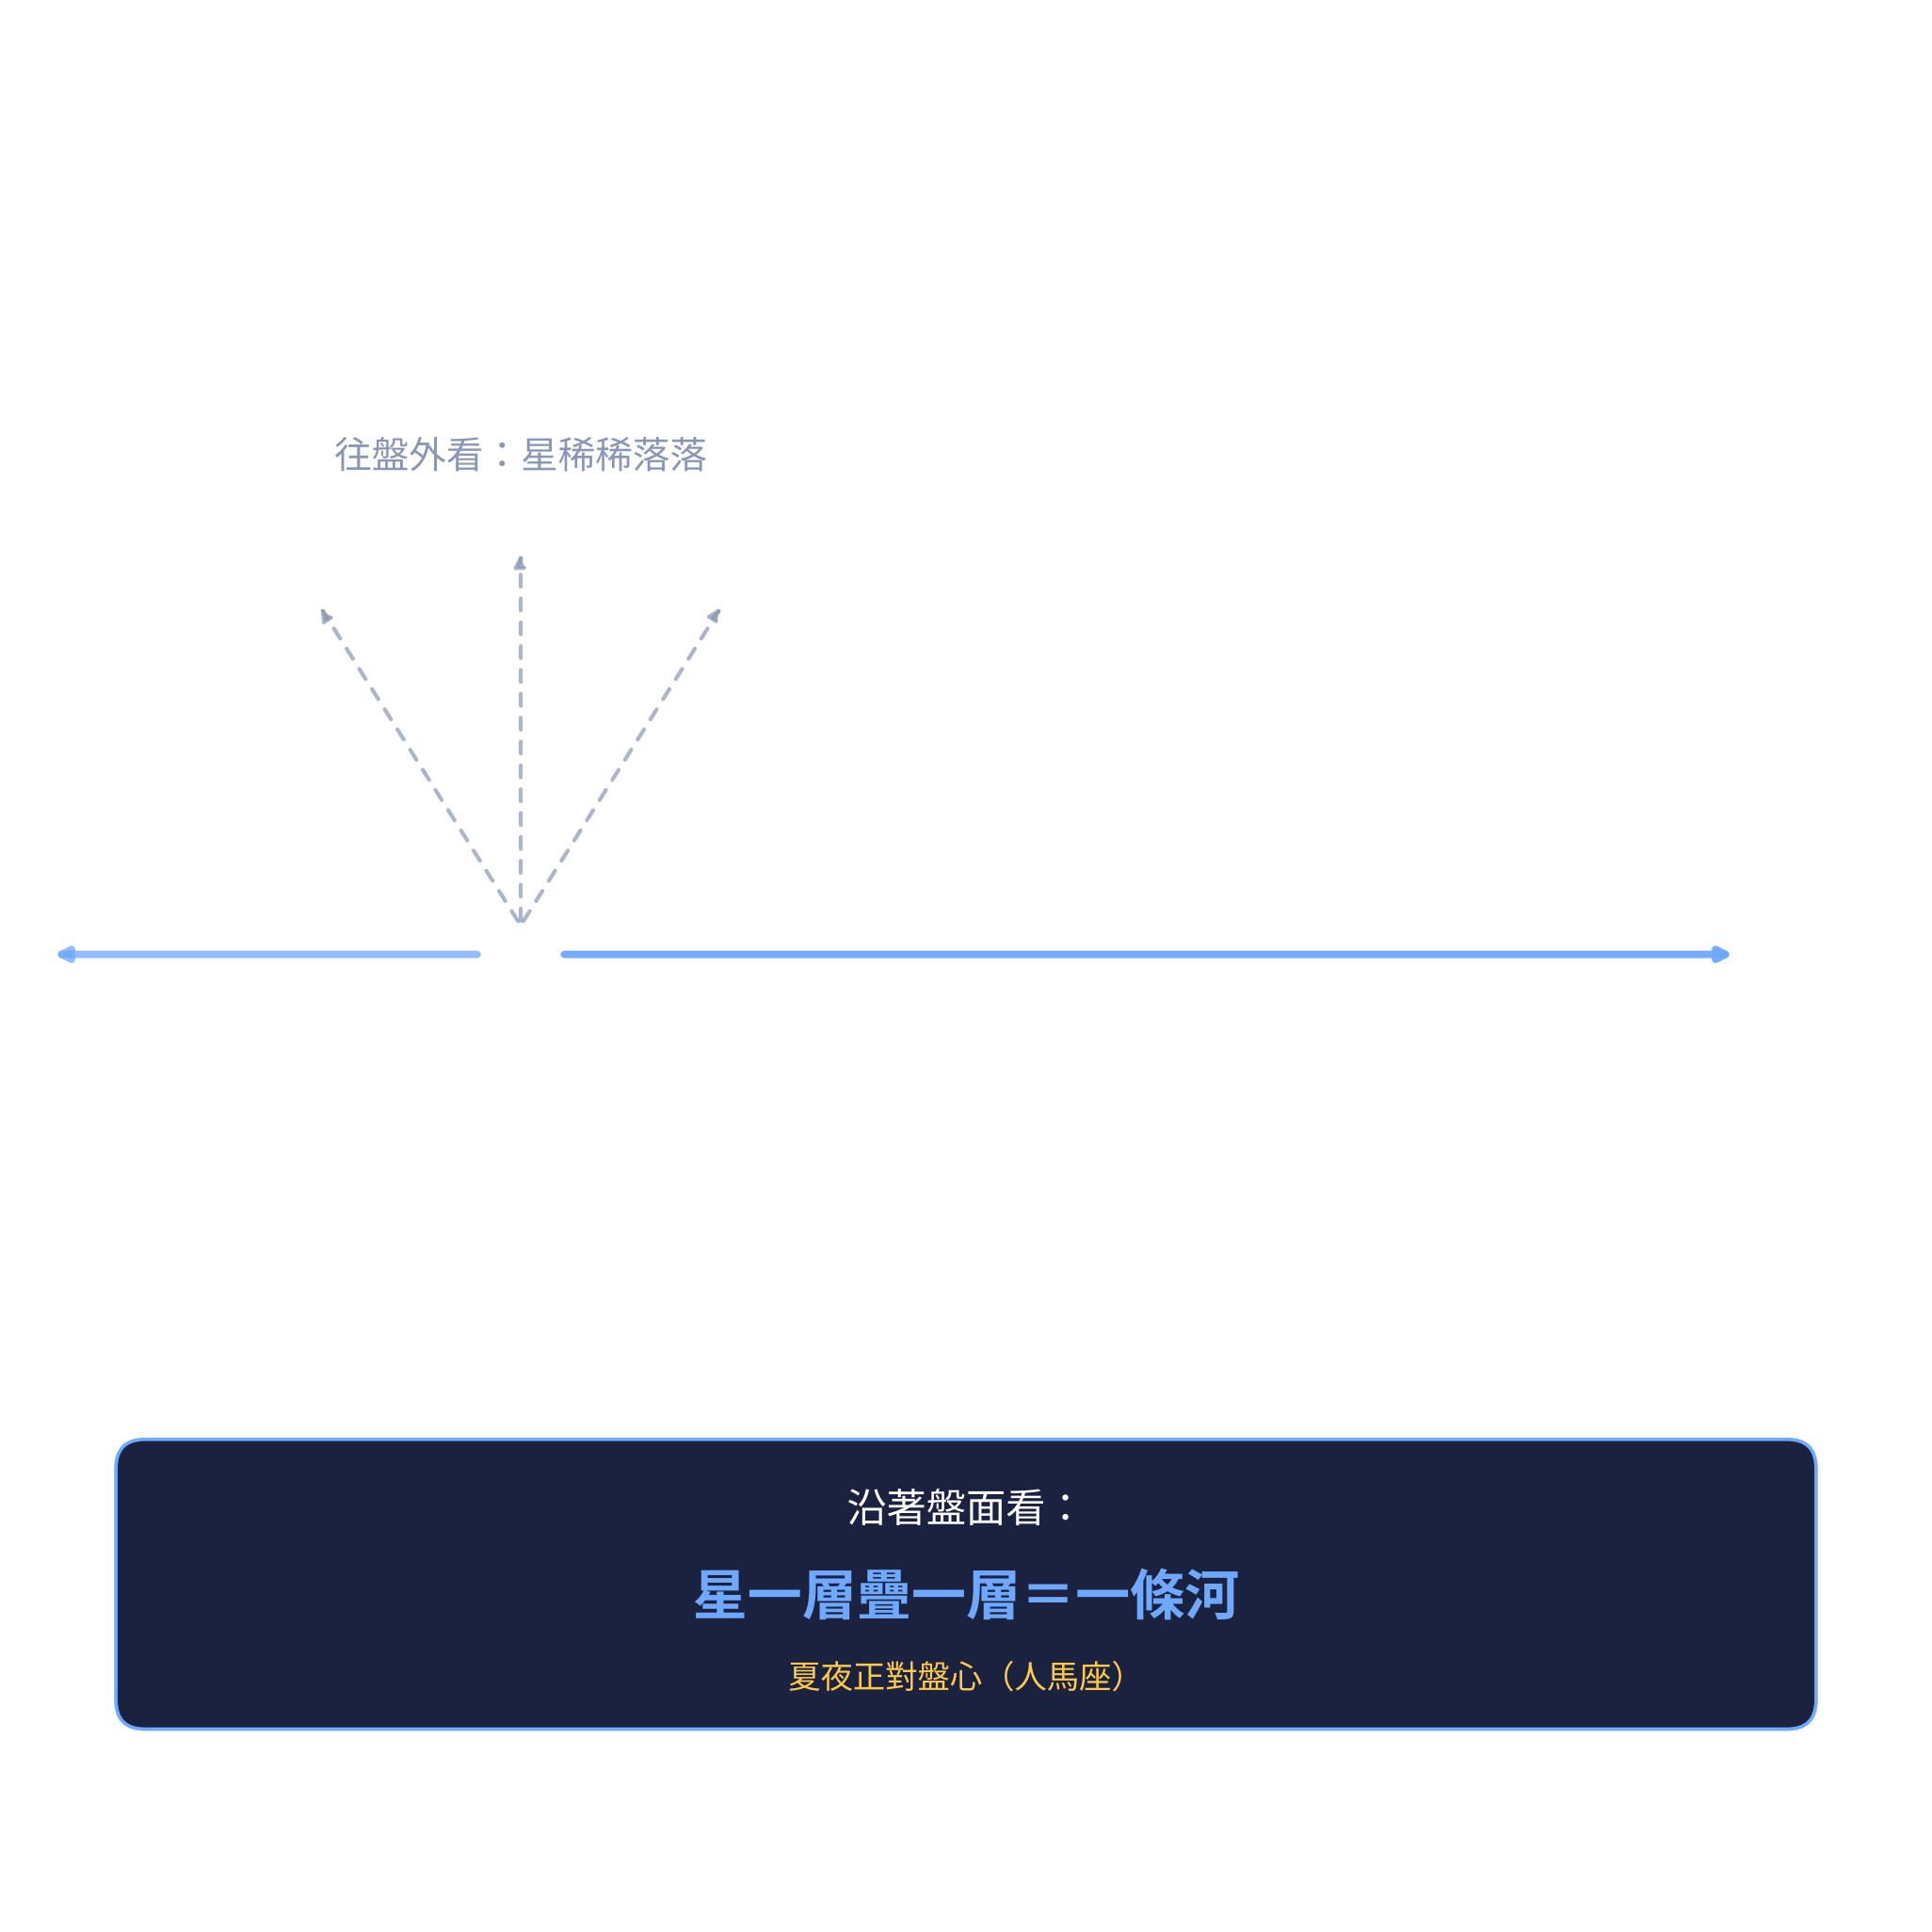 往盤外看：星稀稀落落
沿著盤面看：
星一層疊一層＝一條河
夏夜正對盤心（人馬座）